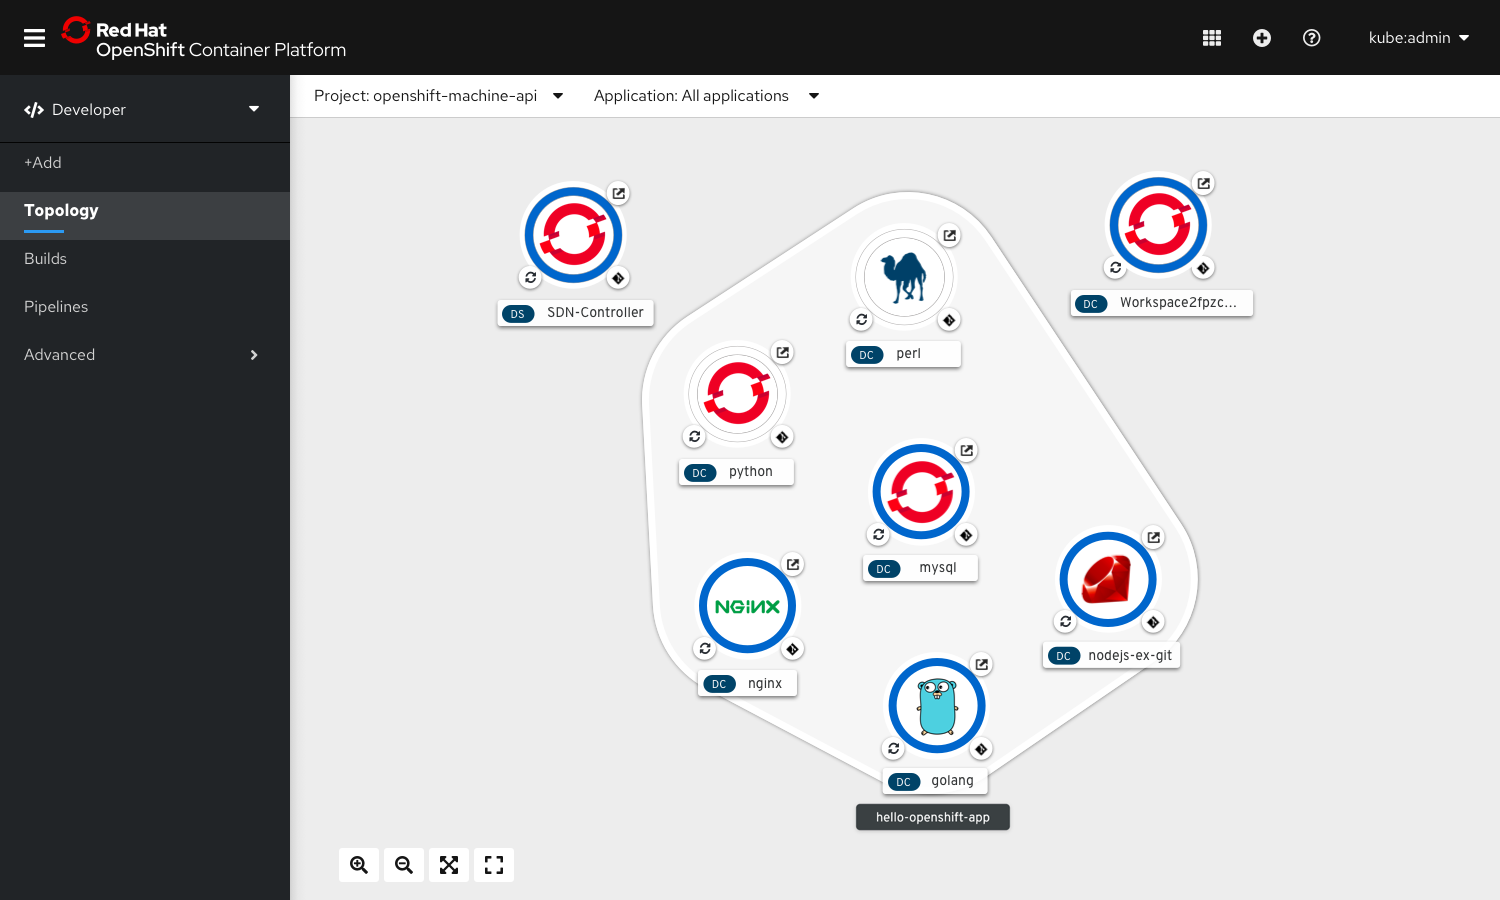 Red Hat
OpenShift Container Platform
kube:admin
Developer
Project: openshift-machine-api
Application: All applications
+Add
Topology
Builds
Pipelines
Advanced
DS SDN-Controller
DC Workspace2fpzc...
DC perl
DC python
DC mysql
NGINX
DC nginx
DC nodejs-ex-git
DC golang
hello-openshift-app